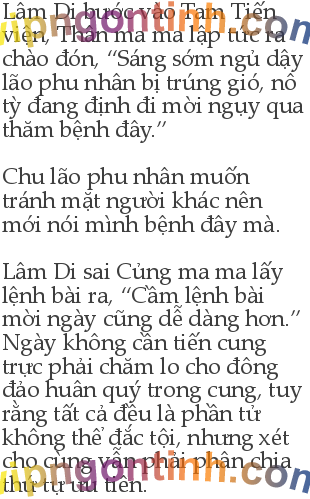 Lâm Di bước vào Tam Tiến
viện, Thân ma ma lập tức ra
chào đón, “Sáng sớm ngủ dậy
lão phu nhân bị trúng gió, nô
tỳ đang định đi mời ngụy qua
thăm bệnh đây.”
Chu lão phu nhân muốn
tránh mặt người khác nên
mới nói mình bệnh đây mà.
Lâm Di sai Củng ma ma lấy
lệnh bài ra, “Cầm lệnh bài
mời ngày cũng dễ dàng hơn.”
Ngày không cần tiến cung
trực phải chăm lo cho đông
đảo huân quý trong cung, tuy
rằng tất cả đều là phần tử
không thể đắc tội, nhưng xét
cho cùng vẫn phải phân chia
thứ tự ưu tiên.
vipngontinh.com
vipngontinh.com